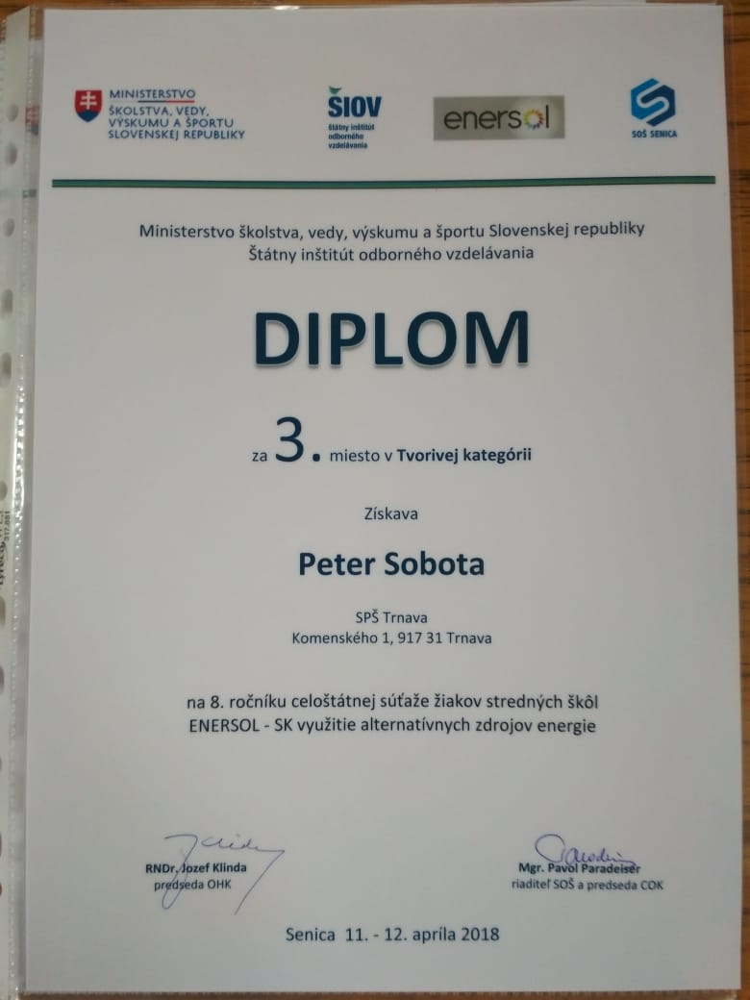 MINISTERSTVO
ŠKOLSTVA, VEDY,
VÝSKUMU A ŠPORTU
SLOVENSKEJ REPUBLIKY
ŠIOV
štátny inštitút
odborného
vzdelávania
enersol
SOŠ SENICA
Ministerstvo školstva, vedy, výskumu a športu Slovenskej republiky
Štátny inštitút odborného vzdelávania
DIPLOM
za 3. miesto v Tvorivej kategórii
Získava
Peter Sobota
SPŠ Trnava
Komenského 1, 917 31 Trnava
na 8. ročníku celoštátnej súťaže žiakov stredných škôl
ENERSOL - SK využitie alternatívnych zdrojov energie
RNDr. Jozef Klinda
predseda OHK
Mgr. Pavol Paradeiser
riaditeľ SOŠ a predseda COK
Senica 11. - 12. apríla 2018